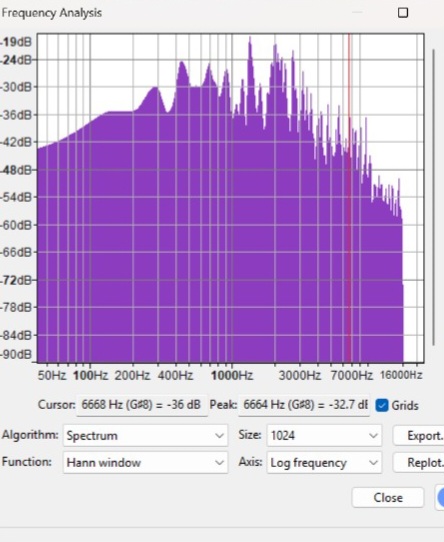 Frequency Analysis
-19dB
-24dB
-30dB
-36dB
-42dB
-48dB
-54dB
-60dB
-66dB
-72dB
-78dB
-84dB
-90dB
50Hz 100Hz 200Hz 400Hz 1000Hz 3000Hz 7000Hz 16000Hz
Cursor: 6668 Hz (G#8) = -36 dB Peak: 6664 Hz (G#8) = -32.7 dB Grids
Algorithm: Spectrum Size: 1024 Export.
Function: Hann window Axis: Log frequency Replot.
Close